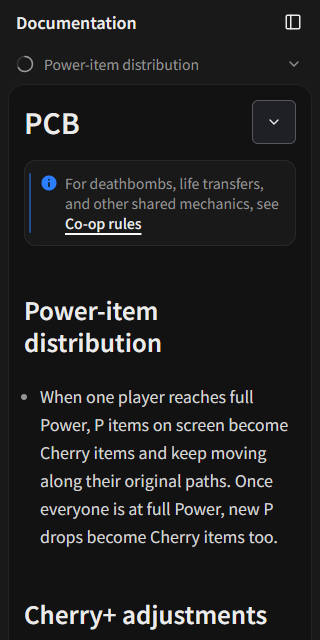 Documentation
Power-item distribution
PCB
For deathbombs, life transfers,
and other shared mechanics, see
Co-op rules
Power-item
distribution
When one player reaches full
Power, P items on screen become
Cherry items and keep moving
along their original paths. Once
everyone is at full Power, new P
drops become Cherry items too.
Cherry+ adjustments